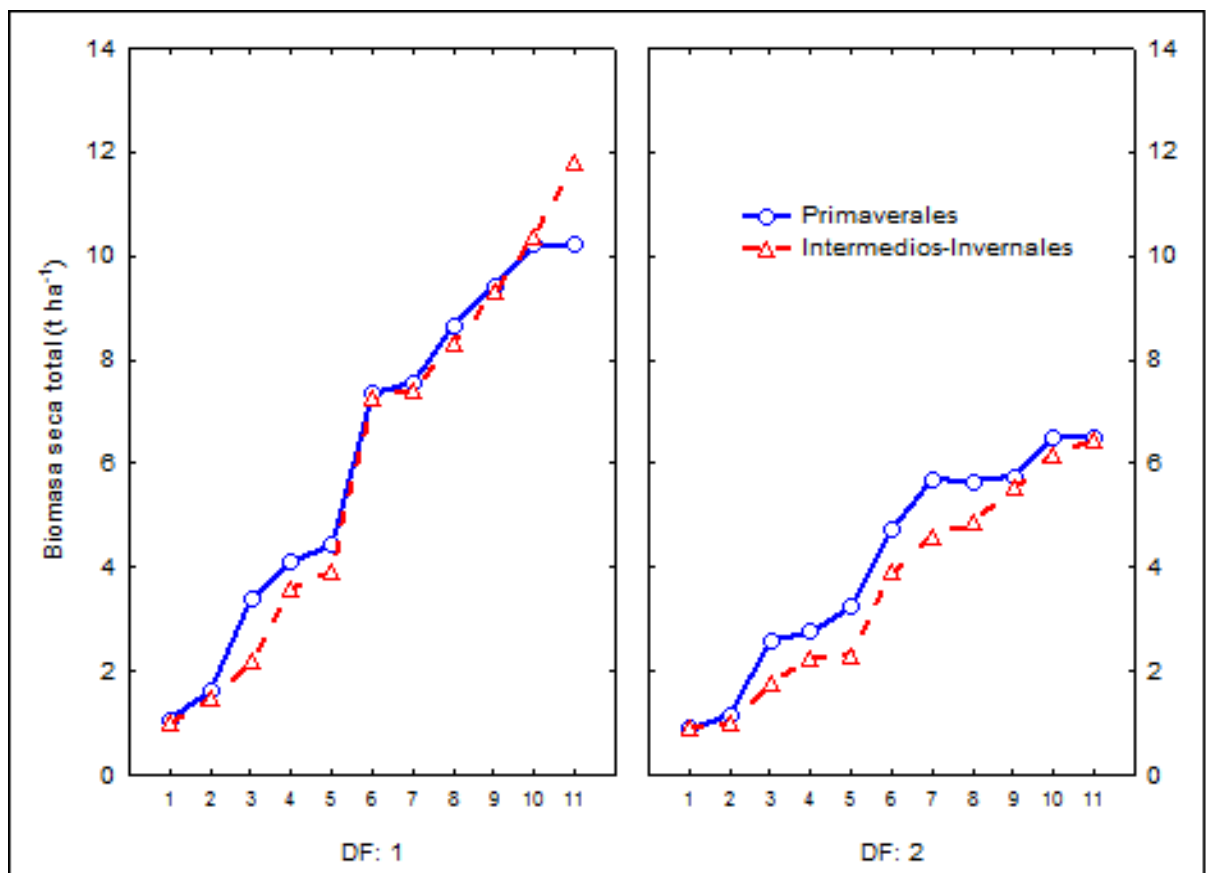 14 14
12 12
Primaverales
Intermedios-Invernales
10 10
8 8
6 6
4 4
2 2
0 0
Biomasa seca total (t ha⁻¹)
1 2 3 4 5 6 7 8 9 10 11 1 2 3 4 5 6 7 8 9 10 11
DF: 1 DF: 2